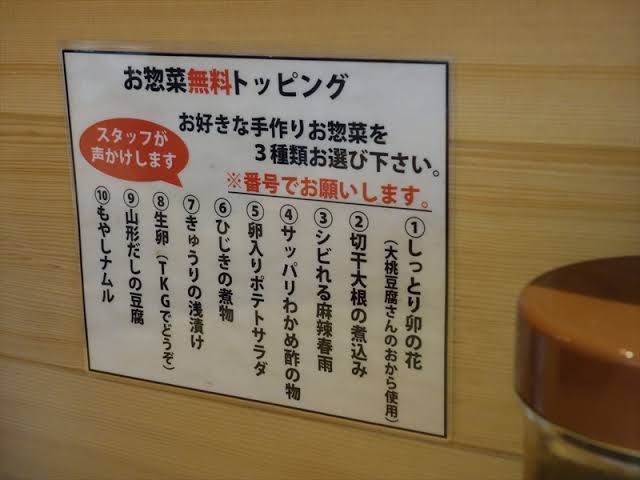 お惣菜無料トッピング
お好きな手作りお惣菜を
3種類お選び下さい。
※番号でお願いします。
スタッフが
声かけします
①しっとり卯の花
(大桃豆腐さんのおから使用)
②切干大根の煮込み
③シビれる麻辣春雨
④サッパリわかめ酢の物
⑤卵入りポテトサラダ
⑥ひじきの煮物
⑦きゅうりの浅漬け
⑧生卵(TKGでどうぞ)
⑨山形だしの豆腐
⑩もやしナムル